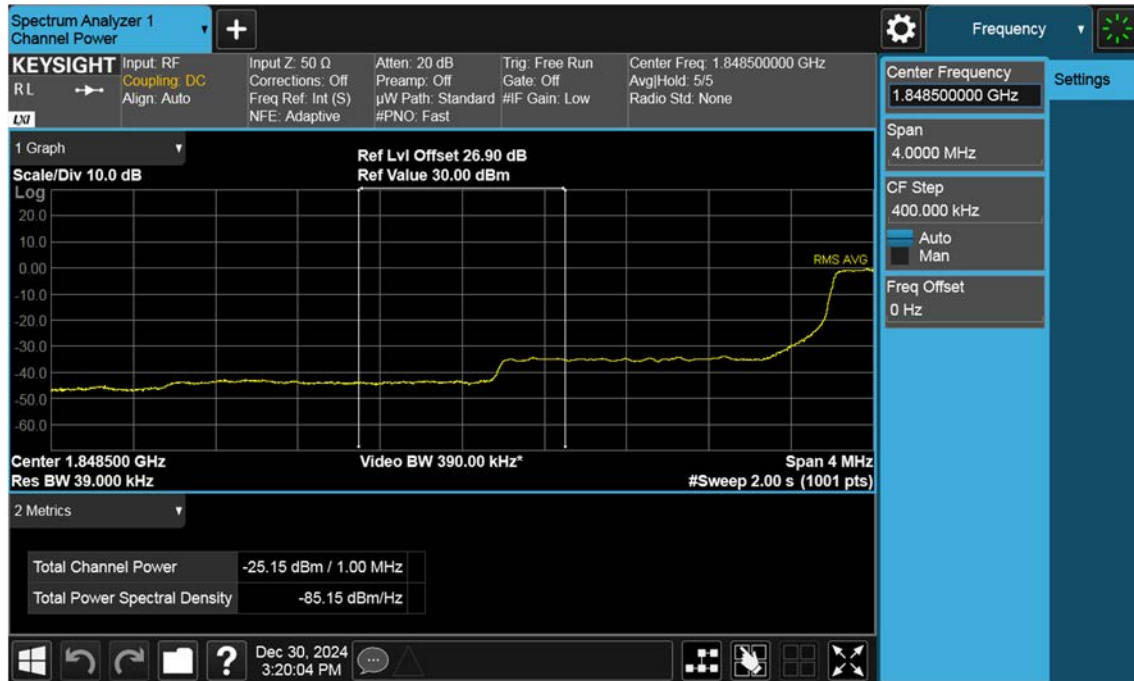 Spectrum Analyzer 1
Channel Power
+
Frequency
KEYSIGHT
R L
LXI
Input: RF
Coupling: DC
Align: Auto
Input Z: 50 Ω
Corrections: Off
Freq Ref: Int (S)
NFE: Adaptive
Atten: 20 dB
Preamp: Off
µW Path: Standard
#PNO: Fast
Trig: Free Run
Gate: Off
#IF Gain: Low
Center Freq: 1.848500000 GHz
Avg|Hold: 5/5
Radio Std: None
Center Frequency
1.848500000 GHz
Settings
Span
4.0000 MHz
CF Step
400.000 kHz
Auto
Man
Freq Offset
0 Hz
1 Graph
Scale/Div 10.0 dB
Ref Lvl Offset 26.90 dB
Ref Value 30.00 dBm
Log
20.0
10.0
0.00
-10.0
-20.0
-30.0
-40.0
-50.0
-60.0
RMS AVG
Center 1.848500 GHz
Res BW 39.000 kHz
Video BW 390.00 kHz*
Span 4 MHz
#Sweep 2.00 s (1001 pts)
2 Metrics
Total Channel Power -25.15 dBm / 1.00 MHz
Total Power Spectral Density -85.15 dBm/Hz
?
Dec 30, 2024
3:20:04 PM